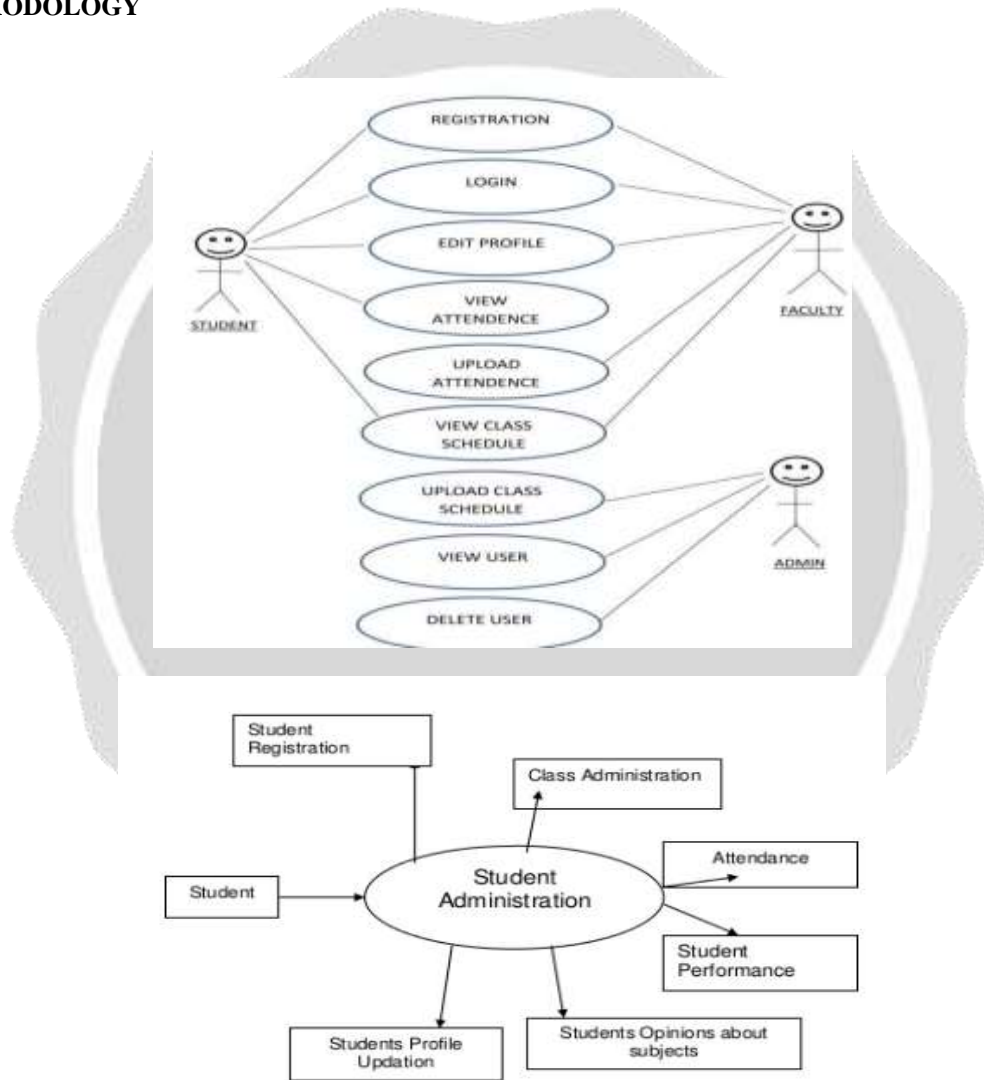 RODOLOGY
REGISTRATION
LOGIN
EDIT PROFILE
VIEW
ATTENDENCE
UPLOAD
ATTENDENCE
VIEW CLASS
SCHEDULE
UPLOAD CLASS
SCHEDULE
VIEW USER
DELETE USER
STUDENT
FACULTY
ADMIN
Student
Registration
Class Administration
Attendance
Student
Student
Administration
Student
Performance
Students Profile
Updation
Students Opinions about
subjects